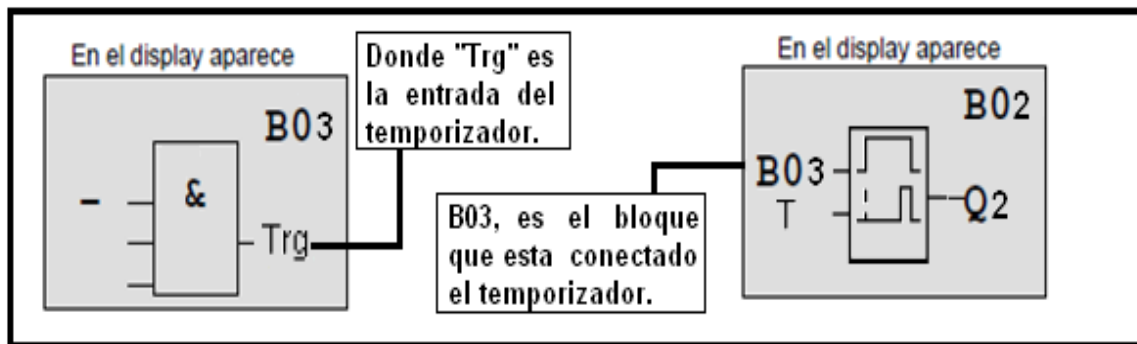 En el display aparece
B03
&
-
Trg
Donde "Trg" es
la entrada del
temporizador.
B03, es el bloque
que esta conectado
el temporizador.
En el display aparece
B02
B03
T
Q2